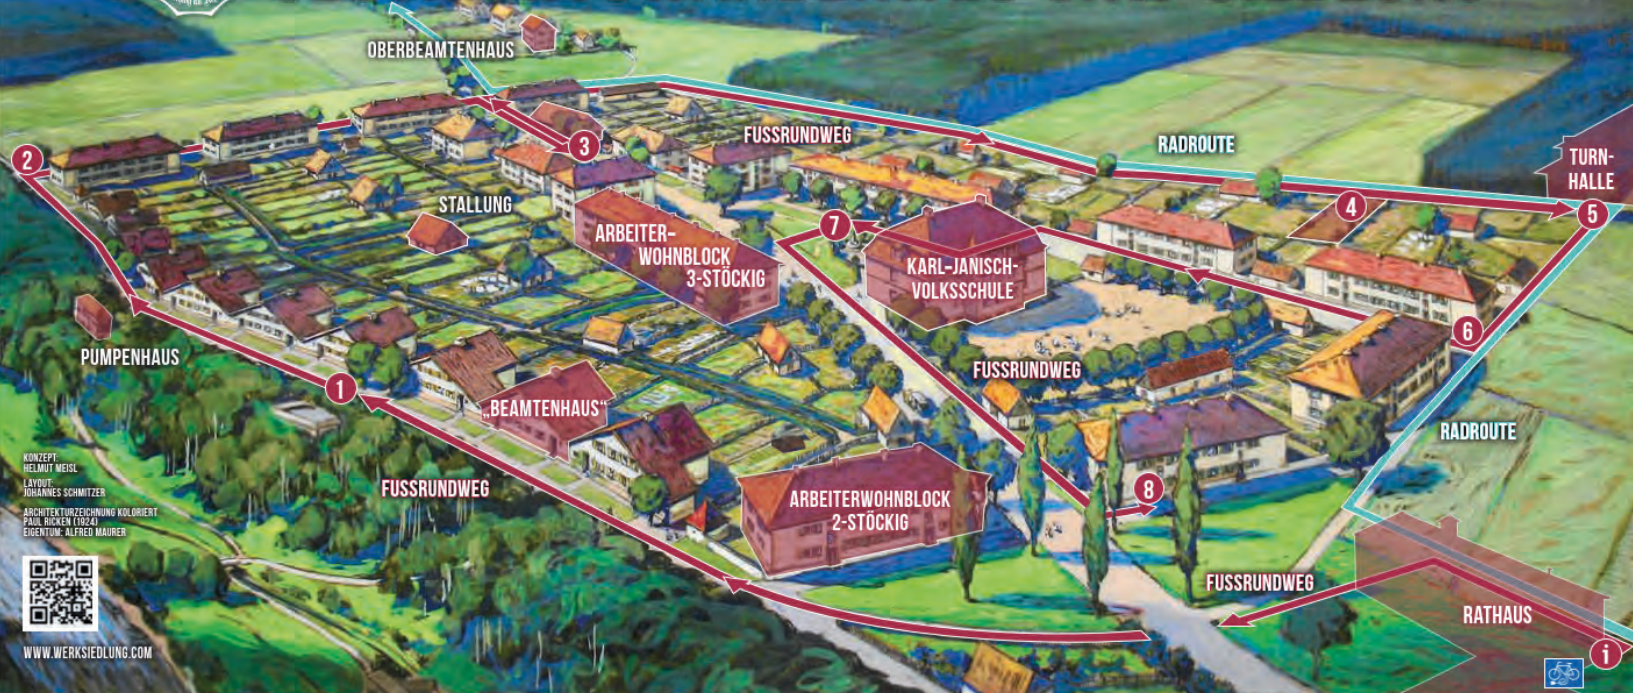 OBERBEAMTENHAUS
FUSSRUNDWEG
RADROUTE
TURN-
HALLE
2
3
STALLUNG
4
5
ARBEITER-
WOHNBLOCK
3-STÖCKIG
7
KARL-JANISCH-
VOLKSSCHULE
6
PUMPENHAUS
1
„BEAMTENHAUS“
FUSSRUNDWEG
RADROUTE
KONZEPT:
HELMUT MEISL
LAYOUT:
JOHANNES SCHMITZER
ARCHITEKTURZEICHNUNG KOLORIERT
PAUL RICKEN (1924)
EIGENTUM: ALFRED MAURER
FUSSRUNDWEG
ARBEITERWOHNBLOCK
2-STÖCKIG
8
FUSSRUNDWEG
RATHAUS
i
WWW.WERKSIEDLUNG.COM